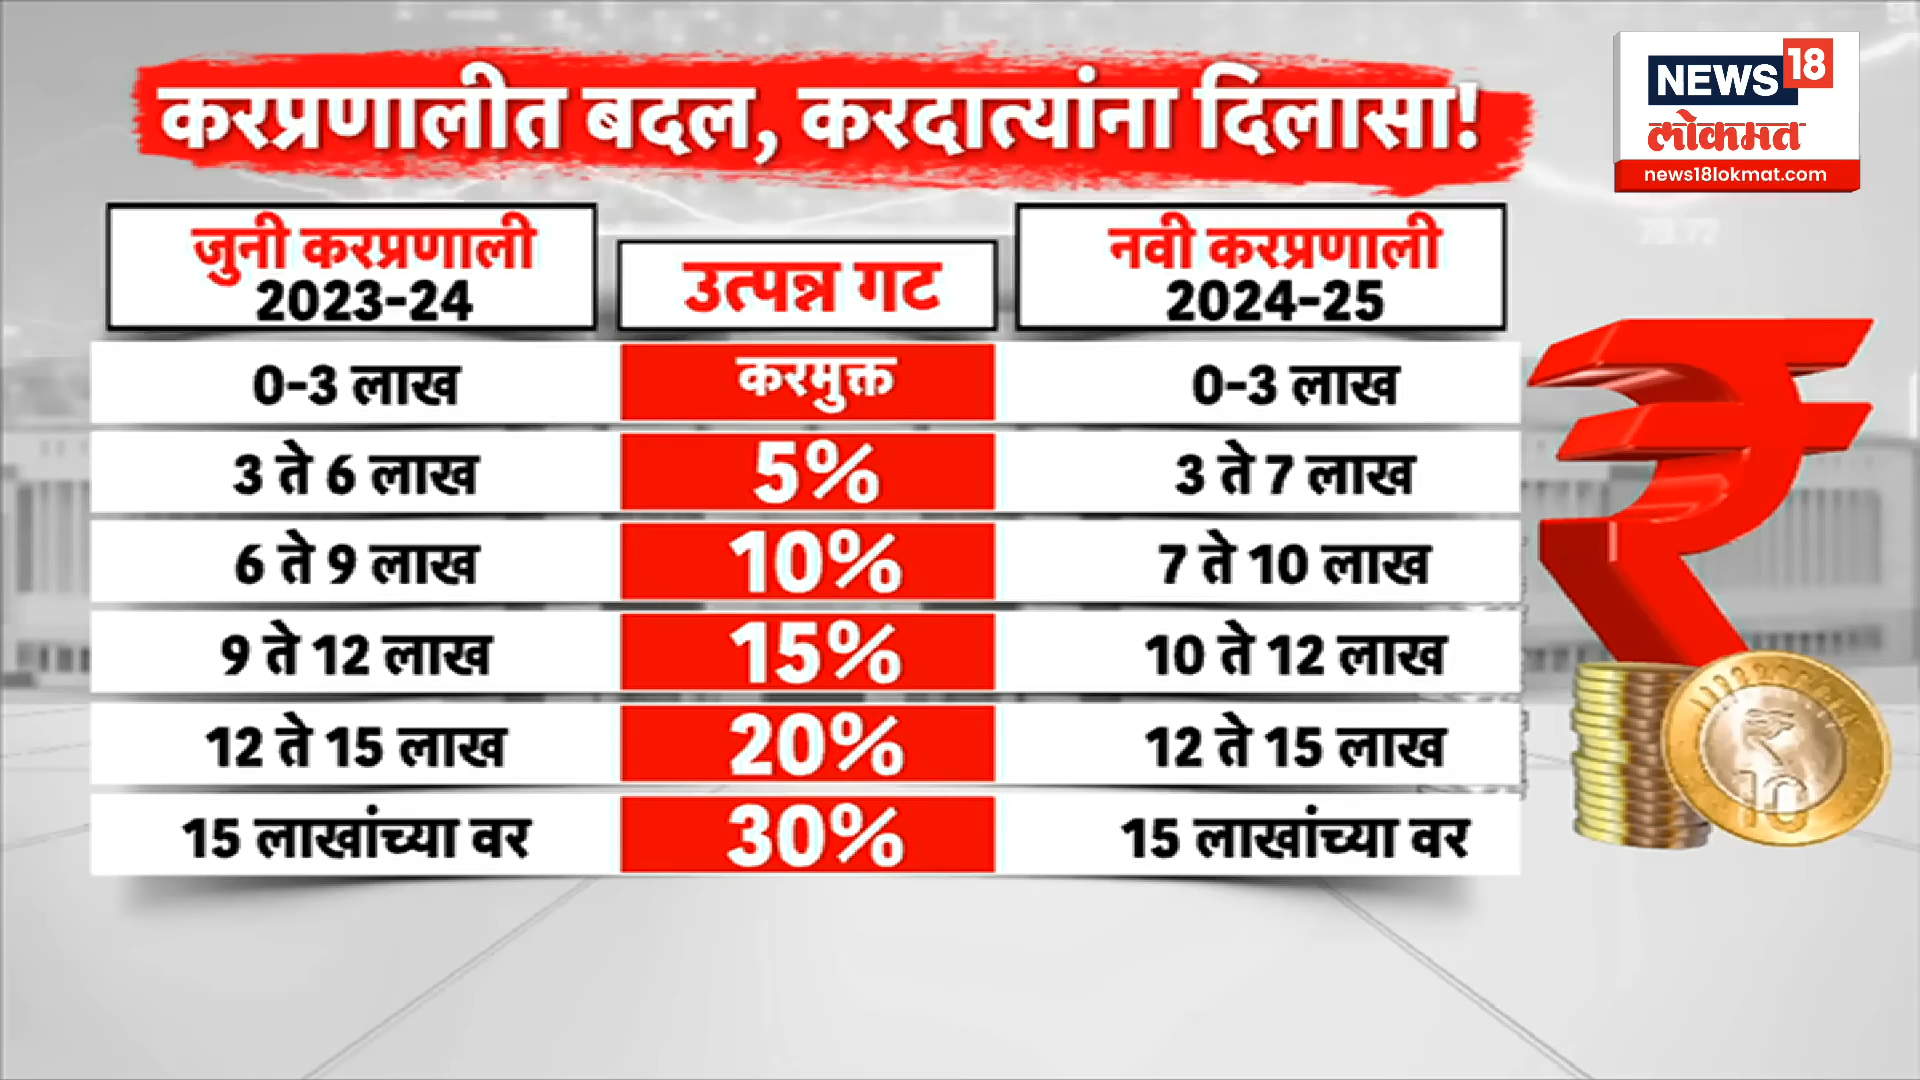 करप्रणालीत बदल, करदात्यांना दिलासा!
NEWS 18
लोकमत
news18lokmat.com
जुनी करप्रणाली
2023-24
उत्पन्न गट
नवी करप्रणाली
2024-25
0-3 लाख करमुक्त 0-3 लाख
3 ते 6 लाख 5% 3 ते 7 लाख
6 ते 9 लाख 10% 7 ते 10 लाख
9 ते 12 लाख 15% 10 ते 12 लाख
12 ते 15 लाख 20% 12 ते 15 लाख
15 लाखांच्या वर 30% 15 लाखांच्या वर
₹
10